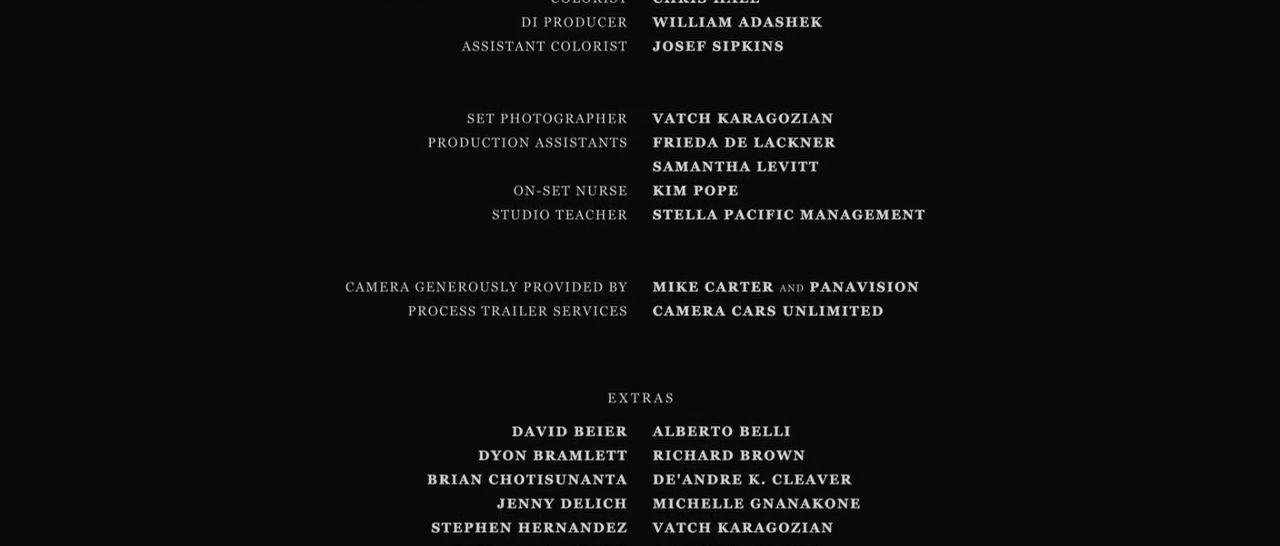 COLORIST CHRIS HALL
DI PRODUCER WILLIAM ADASHEK
ASSISTANT COLORIST JOSEF SIPKINS
SET PHOTOGRAPHER VATCH KARAGOZIAN
PRODUCTION ASSISTANTS FRIEDA DE LACKNER
SAMANTHA LEVITT
ON-SET NURSE KIM POPE
STUDIO TEACHER STELLA PACIFIC MANAGEMENT
CAMERA GENEROUSLY PROVIDED BY MIKE CARTER AND PANAVISION
PROCESS TRAILER SERVICES CAMERA CARS UNLIMITED
EXTRAS
DAVID BEIER ALBERTO BELLI
DYON BRAMLETT RICHARD BROWN
BRIAN CHOTISUNANTA DE'ANDRE K. CLEAVER
JENNY DELICH MICHELLE GNANAKONE
STEPHEN HERNANDEZ VATCH KARAGOZIAN